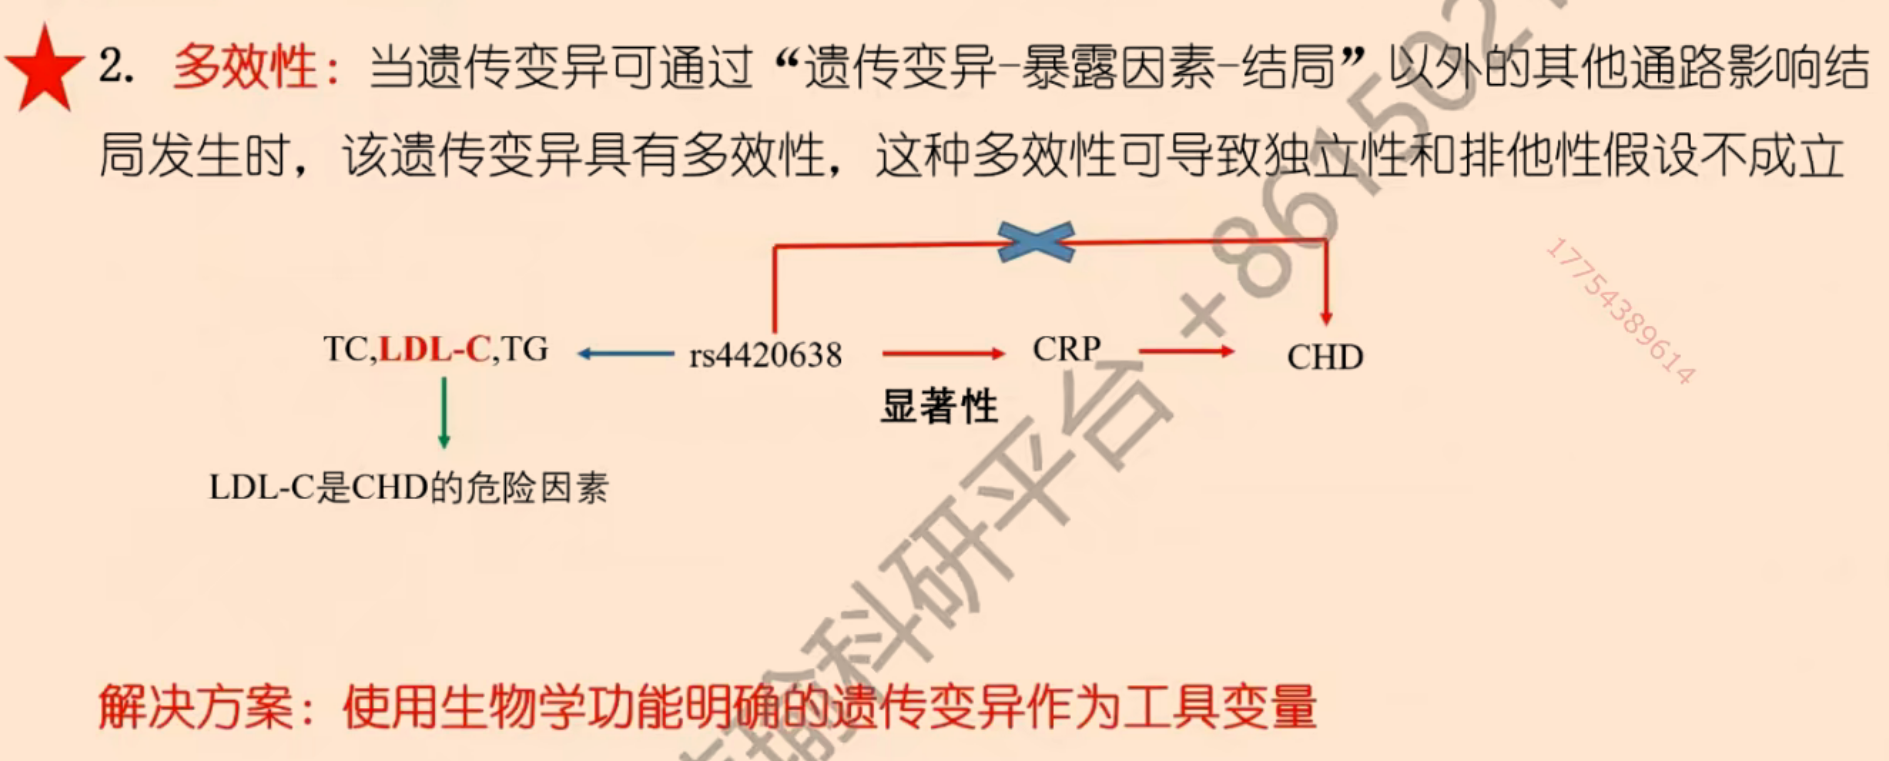 2. 多效性：当遗传变异可通过“遗传变异-暴露因素-结局”以外的其他通路影响结
局发生时，该遗传变异具有多效性，这种多效性可导致独立性和排他性假设不成立
TC,LDL-C,TG
rs4420638
CRP
CHD
显著性
LDL-C是CHD的危险因素
解决方案：使用生物学功能明确的遗传变异作为工具变量
科研平台 +861502
17754389614